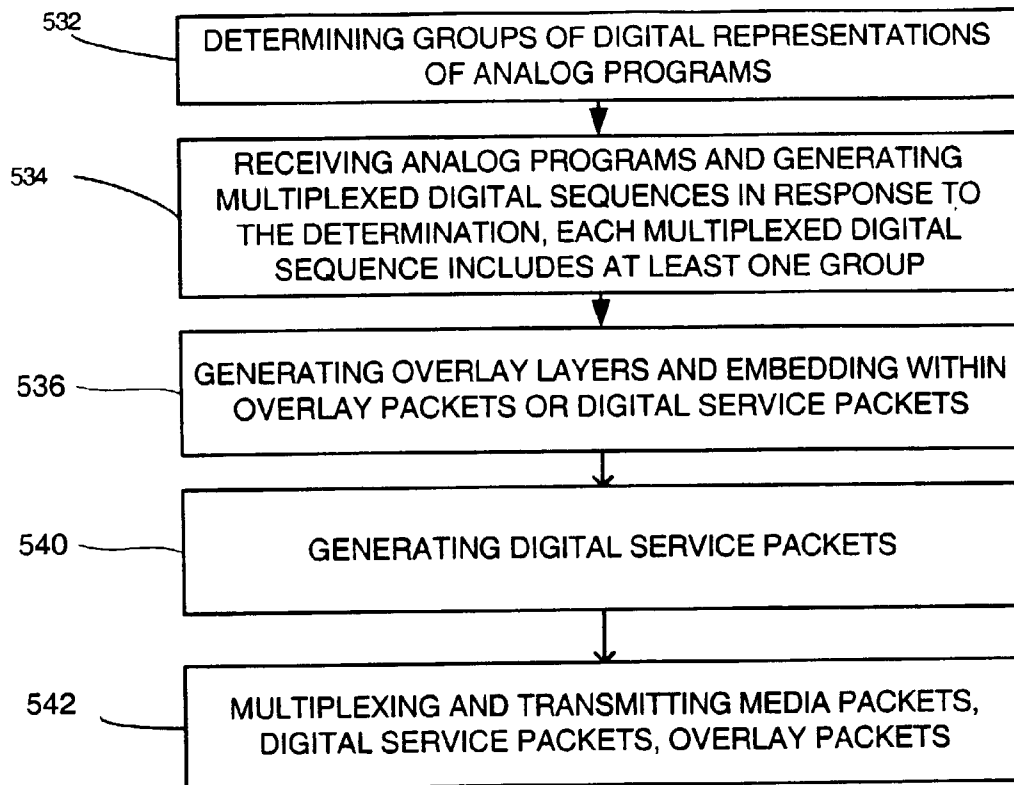 532
DETERMINING GROUPS OF DIGITAL REPRESENTATIONS
OF ANALOG PROGRAMS
534
RECEIVING ANALOG PROGRAMS AND GENERATING
MULTIPLEXED DIGITAL SEQUENCES IN RESPONSE TO
THE DETERMINATION, EACH MULTIPLEXED DIGITAL
SEQUENCE INCLUDES AT LEAST ONE GROUP
536
GENERATING OVERLAY LAYERS AND EMBEDDING WITHIN
OVERLAY PACKETS OR DIGITAL SERVICE PACKETS
540
GENERATING DIGITAL SERVICE PACKETS
542
MULTIPLEXING AND TRANSMITTING MEDIA PACKETS,
DIGITAL SERVICE PACKETS, OVERLAY PACKETS